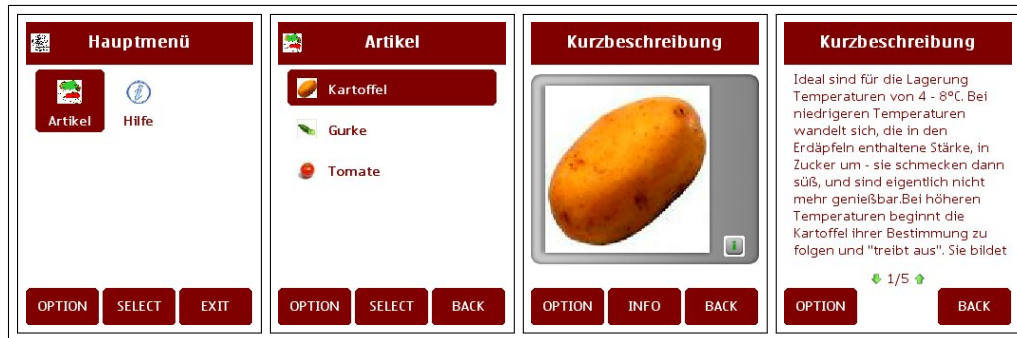 Hauptmenü
Artikel
Hilfe
OPTION SELECT EXIT
Artikel
Kartoffel
Gurke
Tomate
OPTION SELECT BACK
Kurzbeschreibung
OPTION INFO BACK
Kurzbeschreibung
Ideal sind für die Lagerung
Temperaturen von 4 - 8°C. Bei
niedrigeren Temperaturen
wandelt sich, die in den
Erdäpfeln enthaltene Stärke, in
Zucker um - sie schmecken dann
süß, und sind eigentlich nicht
mehr genießbar.Bei höheren
Temperaturen beginnt die
Kartoffel ihrer Bestimmung zu
folgen und "treibt aus". Sie bildet
1/5
OPTION BACK